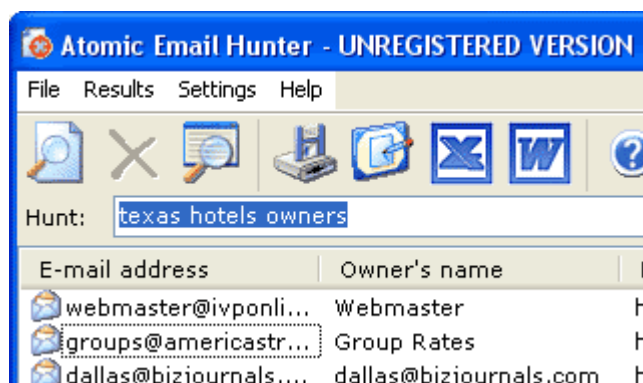 Atomic Email Hunter - UNREGISTERED VERSION
File Results Settings Help
Hunt: texas hotels owners
E-mail address Owner's name
webmaster@ivponli... Webmaster h
groups@americastr... Group Rates h
dallas@bizjournals.... dallas@bizjournals.com h